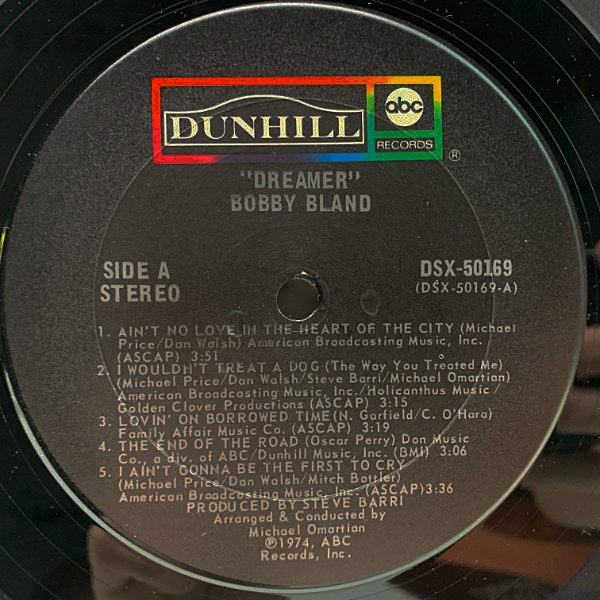 DUNHILL
abc
RECORDS
®
"DREAMER"
BOBBY BLAND
SIDE A
STEREO
DSX-50169
(DSX-50169-A)
1. AIN'T NO LOVE IN THE HEART OF THE CITY (Michael
Price/Dan Walsh) American Broadcasting Music, Inc.
(ASCAP) 3:51
2. I WOULDN'T TREAT A DOG (The Way You Treated Me)
(Michael Price/Dan Walsh/Steve Barri/Michael Omartian)
American Broadcasting Music, Inc./Holicanthus Music
Golden Clover Productions (ASCAP) 3:15
3. LOVIN' ON BORROWED TIME (N. Garfield/C. O'Hara)
Family Affair Music Co. (ASCAP) 3:19
4. THE END OF THE ROAD (Oscar Perry) Don Music
Co., a div. of ABC/Dunhill Music, Inc. (BMI) 3:06
5. I AIN'T GONNA BE THE FIRST TO CRY
(Michael Price/Dan Walsh/Mitch Bottler)
American Broadcasting Music, Inc. (ASCAP) 3:36
PRODUCED BY STEVE BARRI
Arranged & Conducted by
Michael Omartian
℗1974, ABC
Records, Inc.